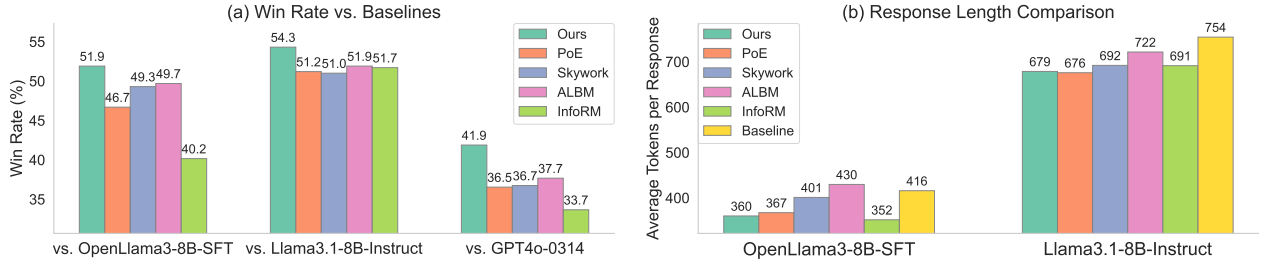 (a) Win Rate vs. Baselines
Win Rate (%)
55
50
45
40
35
51.9
46.7
49.3
49.7
40.2
54.3
51.2
51.0
51.9
51.7
41.9
36.5
36.7
37.7
33.7
Ours
PoE
Skywork
ALBM
InfoRM
vs. OpenLlama3-8B-SFT
vs. Llama3.1-8B-Instruct
vs. GPT4o-0314
(b) Response Length Comparison
Average Tokens per Response
700
600
500
400
Ours
PoE
Skywork
ALBM
InfoRM
Baseline
360
367
401
430
352
416
679
676
692
722
691
754
OpenLlama3-8B-SFT
Llama3.1-8B-Instruct